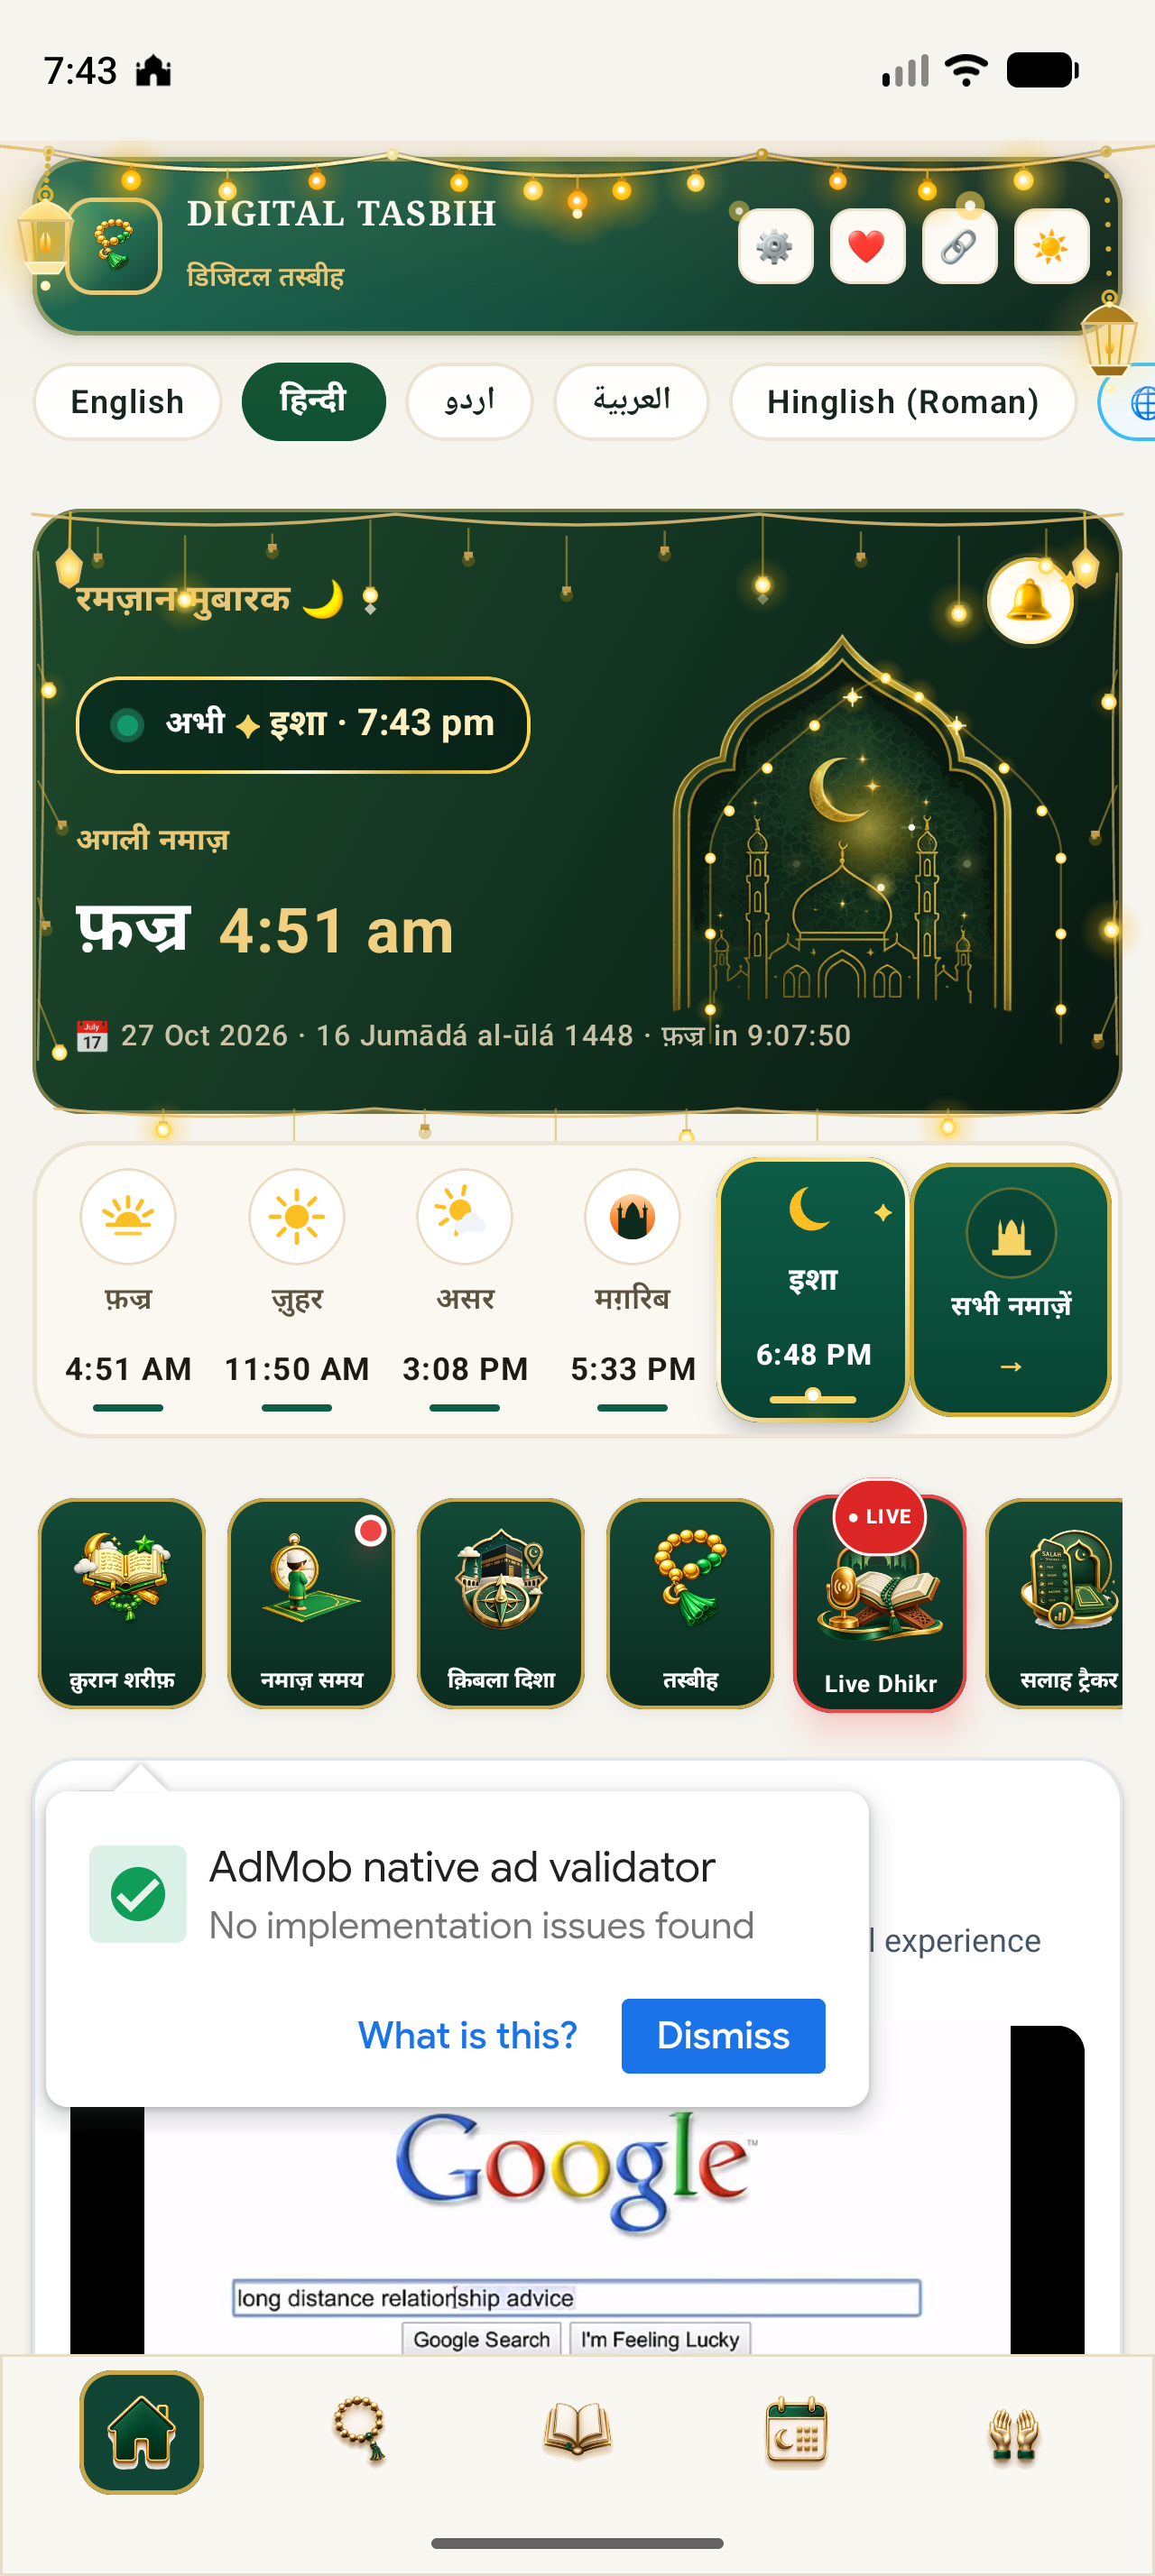 7:43
DIGITAL TASBIH
डिजिटल तस्बीह
English
हिन्दी
اردو
العربية
Hinglish (Roman)
रमज़ान मुबारक
अभी इशा · 7:43 pm
अगली नमाज़
फ़ज्र 4:51 am
July
17
27 Oct 2026 · 16 Jumādá al-ūlá 1448 · फ़ज्र in 9:07:50
फ़ज्र
4:51 AM
ज़ुहर
11:50 AM
असर
3:08 PM
मग़रिब
5:33 PM
इशा
6:48 PM
सभी नमाज़ें
→
क़ुरान शरीफ़
नमाज़ समय
क़िबला दिशा
तस्बीह
• LIVE
Live Dhikr
SALAH
सलाह ट्रैकर
AdMob native ad validator
No implementation issues found
experience
What is this?
Dismiss
Google™
long distance relationship advice
Google Search
I'm Feeling Lucky